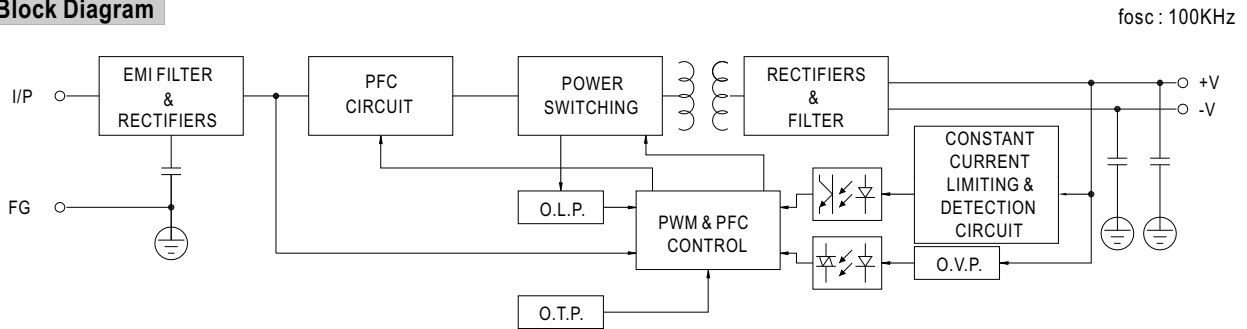 Block Diagram
fosc : 100KHz
I/P
EMI FILTER
&
RECTIFIERS
PFC
CIRCUIT
POWER
SWITCHING
RECTIFIERS
&
FILTER
+V
-V
FG
O.L.P.
PWM & PFC
CONTROL
CONSTANT
CURRENT
LIMITING &
DETECTION
CIRCUIT
O.V.P.
O.T.P.